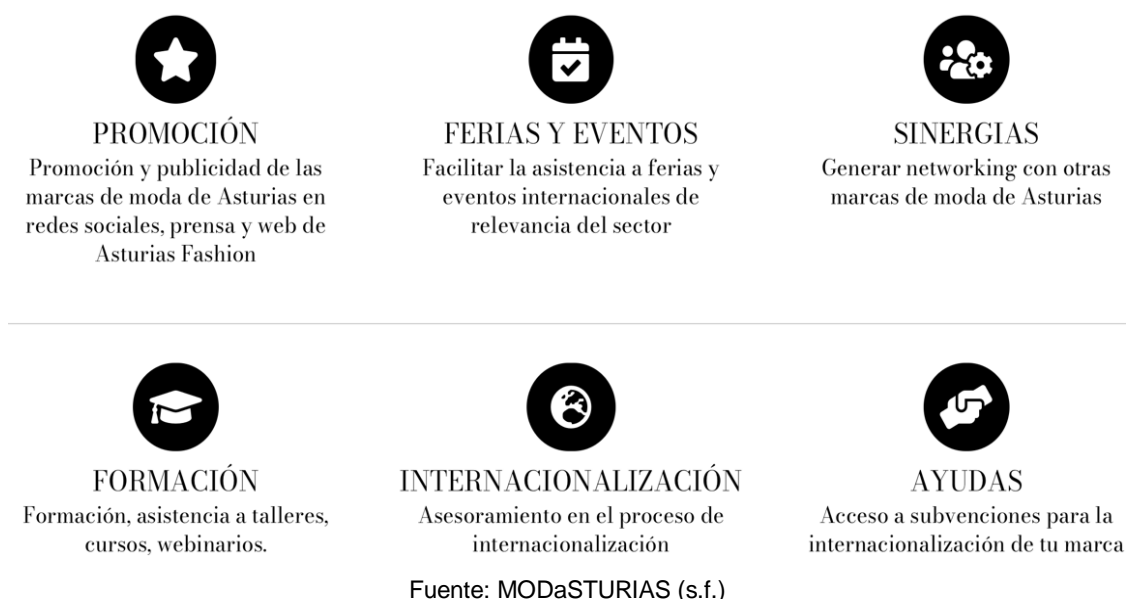 PROMOCIÓN
Promoción y publicidad de las
marcas de moda de Asturias en
redes sociales, prensa y web de
Asturias Fashion
FERIAS Y EVENTOS
Facilitar la asistencia a ferias y
eventos internacionales de
relevancia del sector
SINERGIAS
Generar networking con otras
marcas de moda de Asturias
FORMACIÓN
Formación, asistencia a talleres,
cursos, webinarios.
INTERNACIONALIZACIÓN
Asesoramiento en el proceso de
internacionalización
AYUDAS
Acceso a subvenciones para la
internacionalización de tu marca
Fuente: MODaSTURIAS (s.f.)